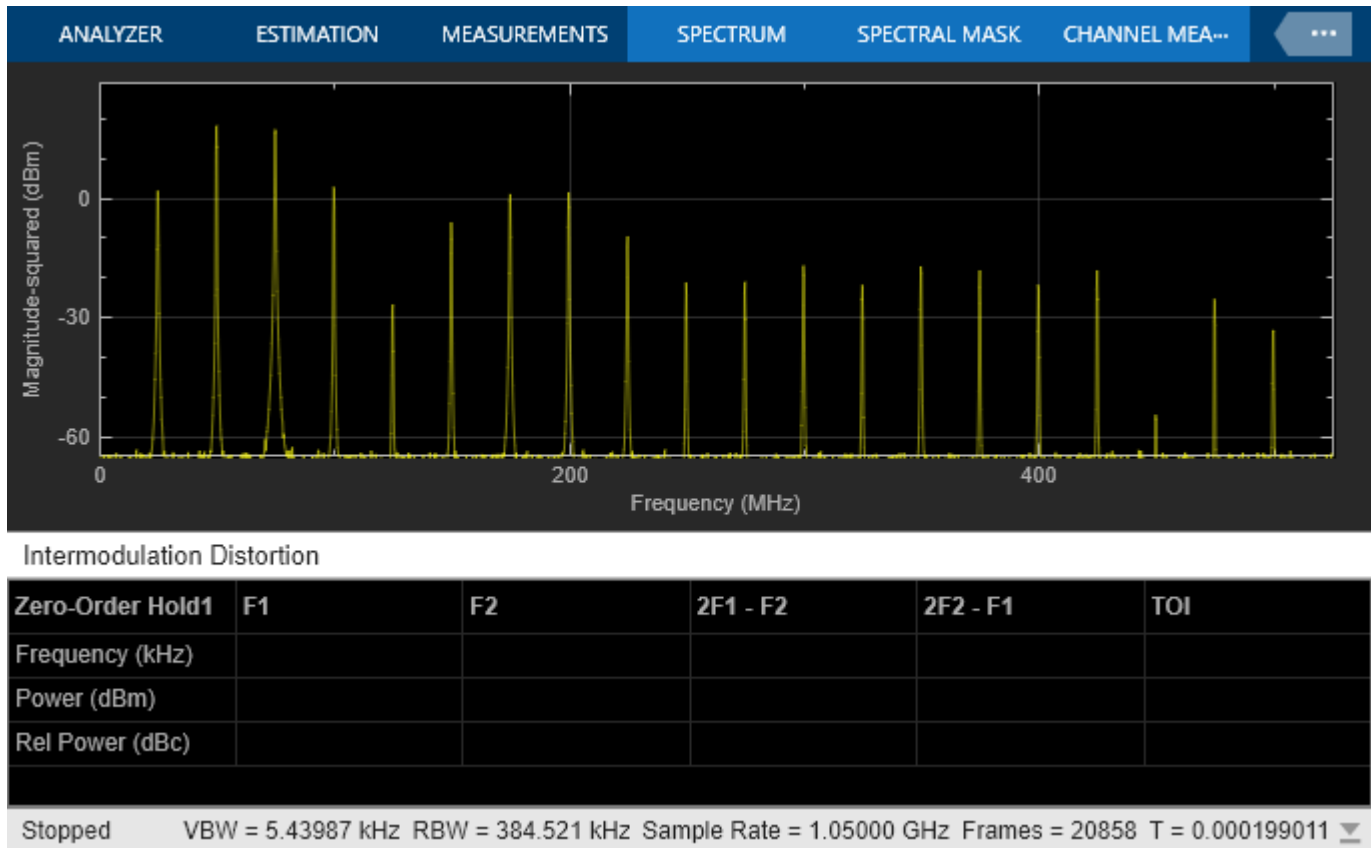 ANALYZER ESTIMATION MEASUREMENTS SPECTRUM SPECTRAL MASK CHANNEL MEA··· ···
Magnitude-squared (dBm)
0
-30
-60
0 200 400
Frequency (MHz)
Intermodulation Distortion
Zero-Order Hold1 F1 F2 2F1 - F2 2F2 - F1 TOI
Frequency (kHz)
Power (dBm)
Rel Power (dBc)
Stopped VBW = 5.43987 kHz RBW = 384.521 kHz Sample Rate = 1.05000 GHz Frames = 20858 T = 0.000199011